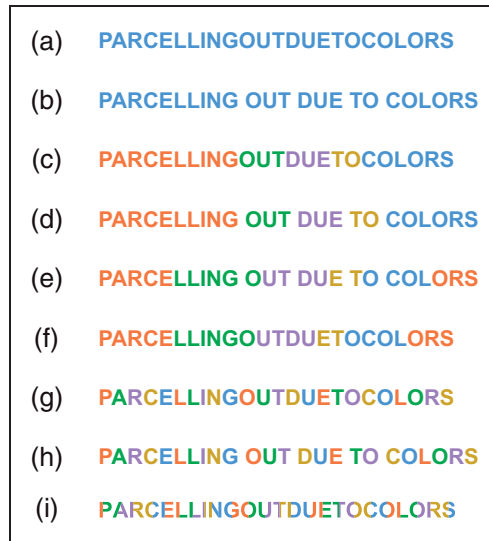 (a) PARCELLINGOUTDUETOCOLORS
(b) PARCELLING OUT DUE TO COLORS
(c) PARCELLINGOUTDUETOCOLORS
(d) PARCELLING OUT DUE TO COLORS
(e) PARCELLING OUT DUE TO COLORS
(f) PARCELLINGOUTDUETOCOLORS
(g) PARCELLINGOUTDUETOCOLORS
(h) PARCELLING OUT DUE TO COLORS
(i) PARCELLINGOUTDUETOCOLORS